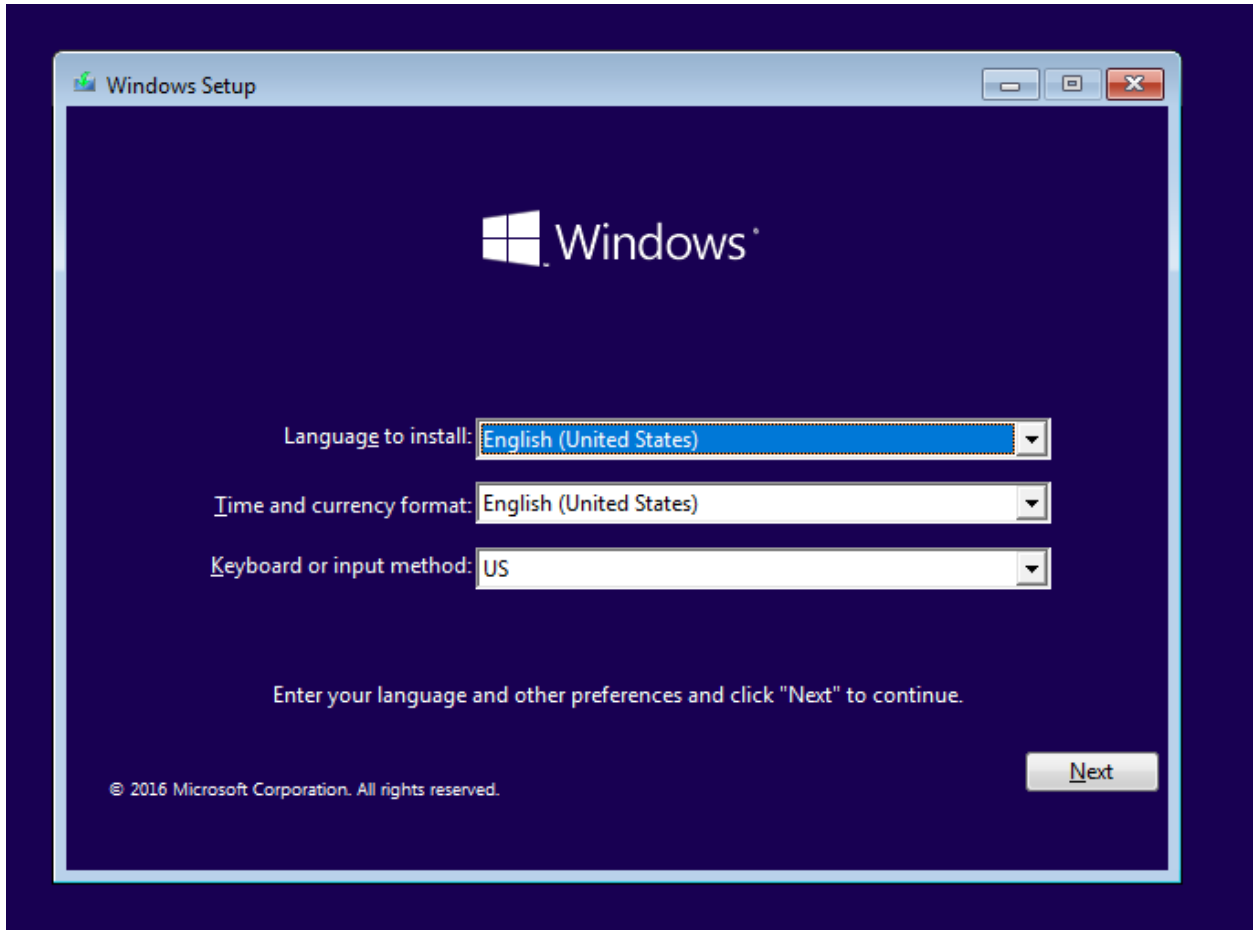 Windows Setup
Windows®
Language to install: English (United States)
Time and currency format: English (United States)
Keyboard or input method: US
Enter your language and other preferences and click "Next" to continue.
Next
© 2016 Microsoft Corporation. All rights reserved.